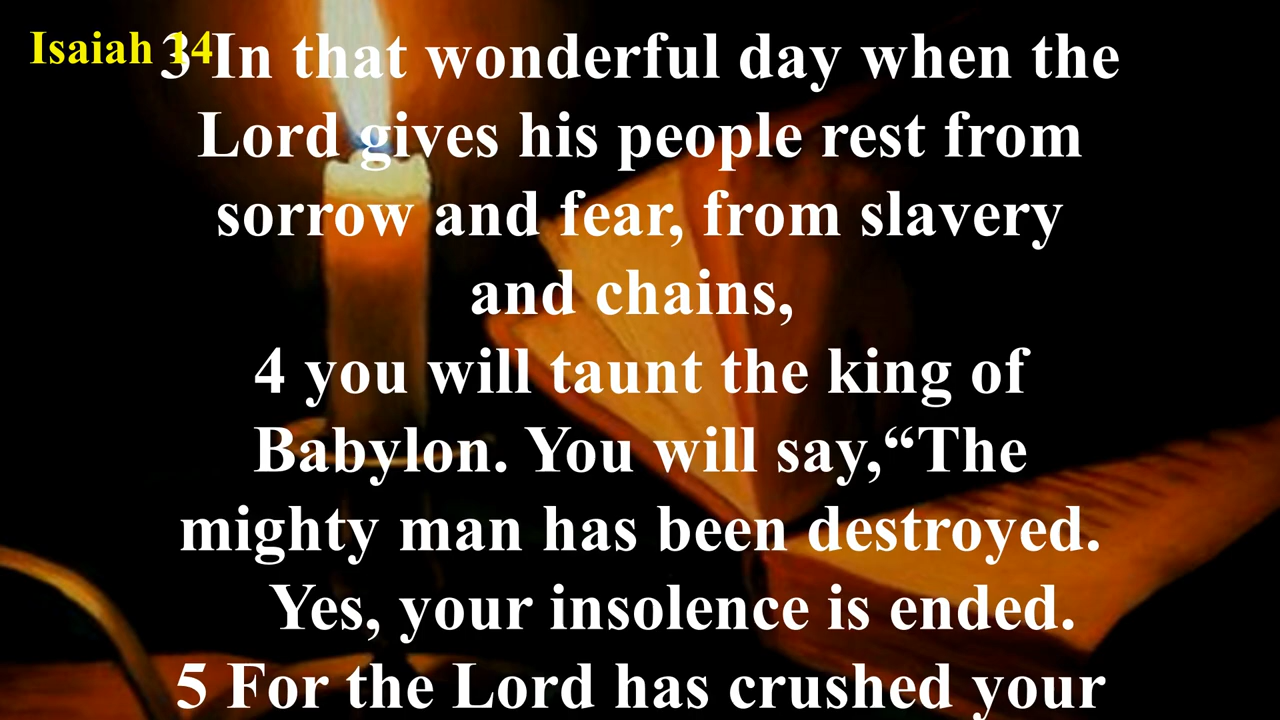 Isaiah 14
3 In that wonderful day when the
Lord gives his people rest from
sorrow and fear, from slavery
and chains,
4 you will taunt the king of
Babylon. You will say,“The
mighty man has been destroyed.
Yes, your insolence is ended.
5 For the Lord has crushed your